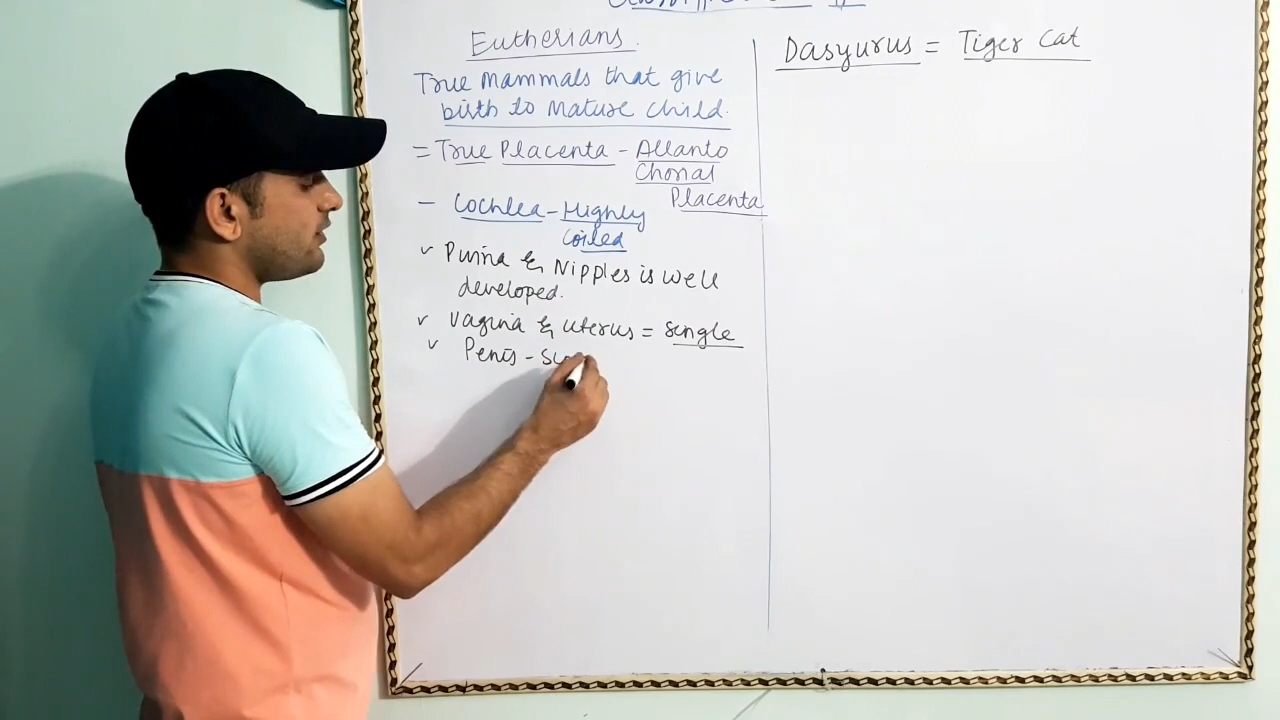 Eutherians.
True Mammals that give
birth to Mature Child.
= True Placenta - Allanto
Chorial
Placenta
- Cochlea - Highly
Coiled
✓ Pinna & Nipples is well
developed.
✓ Vagina & Uterus = Single
✓ Penis -
Dasyurus = Tiger Cat